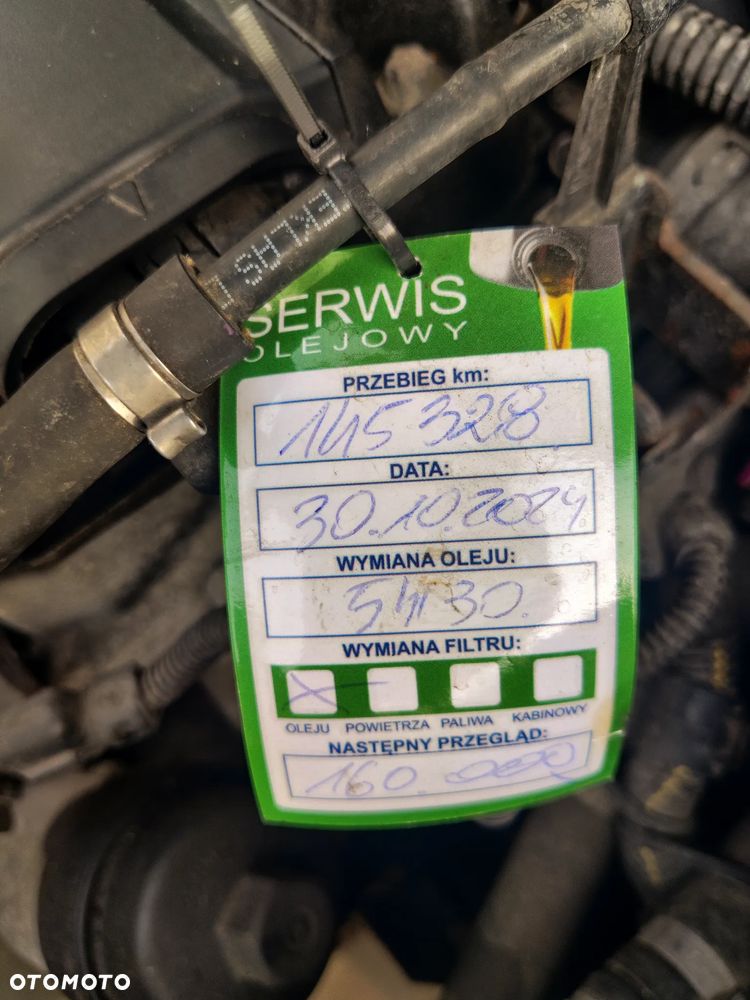 SERWIS
OLEJOWY
PRZEBIEG km:
145 328
DATA:
30.10.2024
WYMIANA OLEJU:
5W30.
WYMIANA FILTRU:
OLEJU POWIETRZA PALIWA KABINOWY
NASTĘPNY PRZEGLĄD:
160.000
OTOMOTO